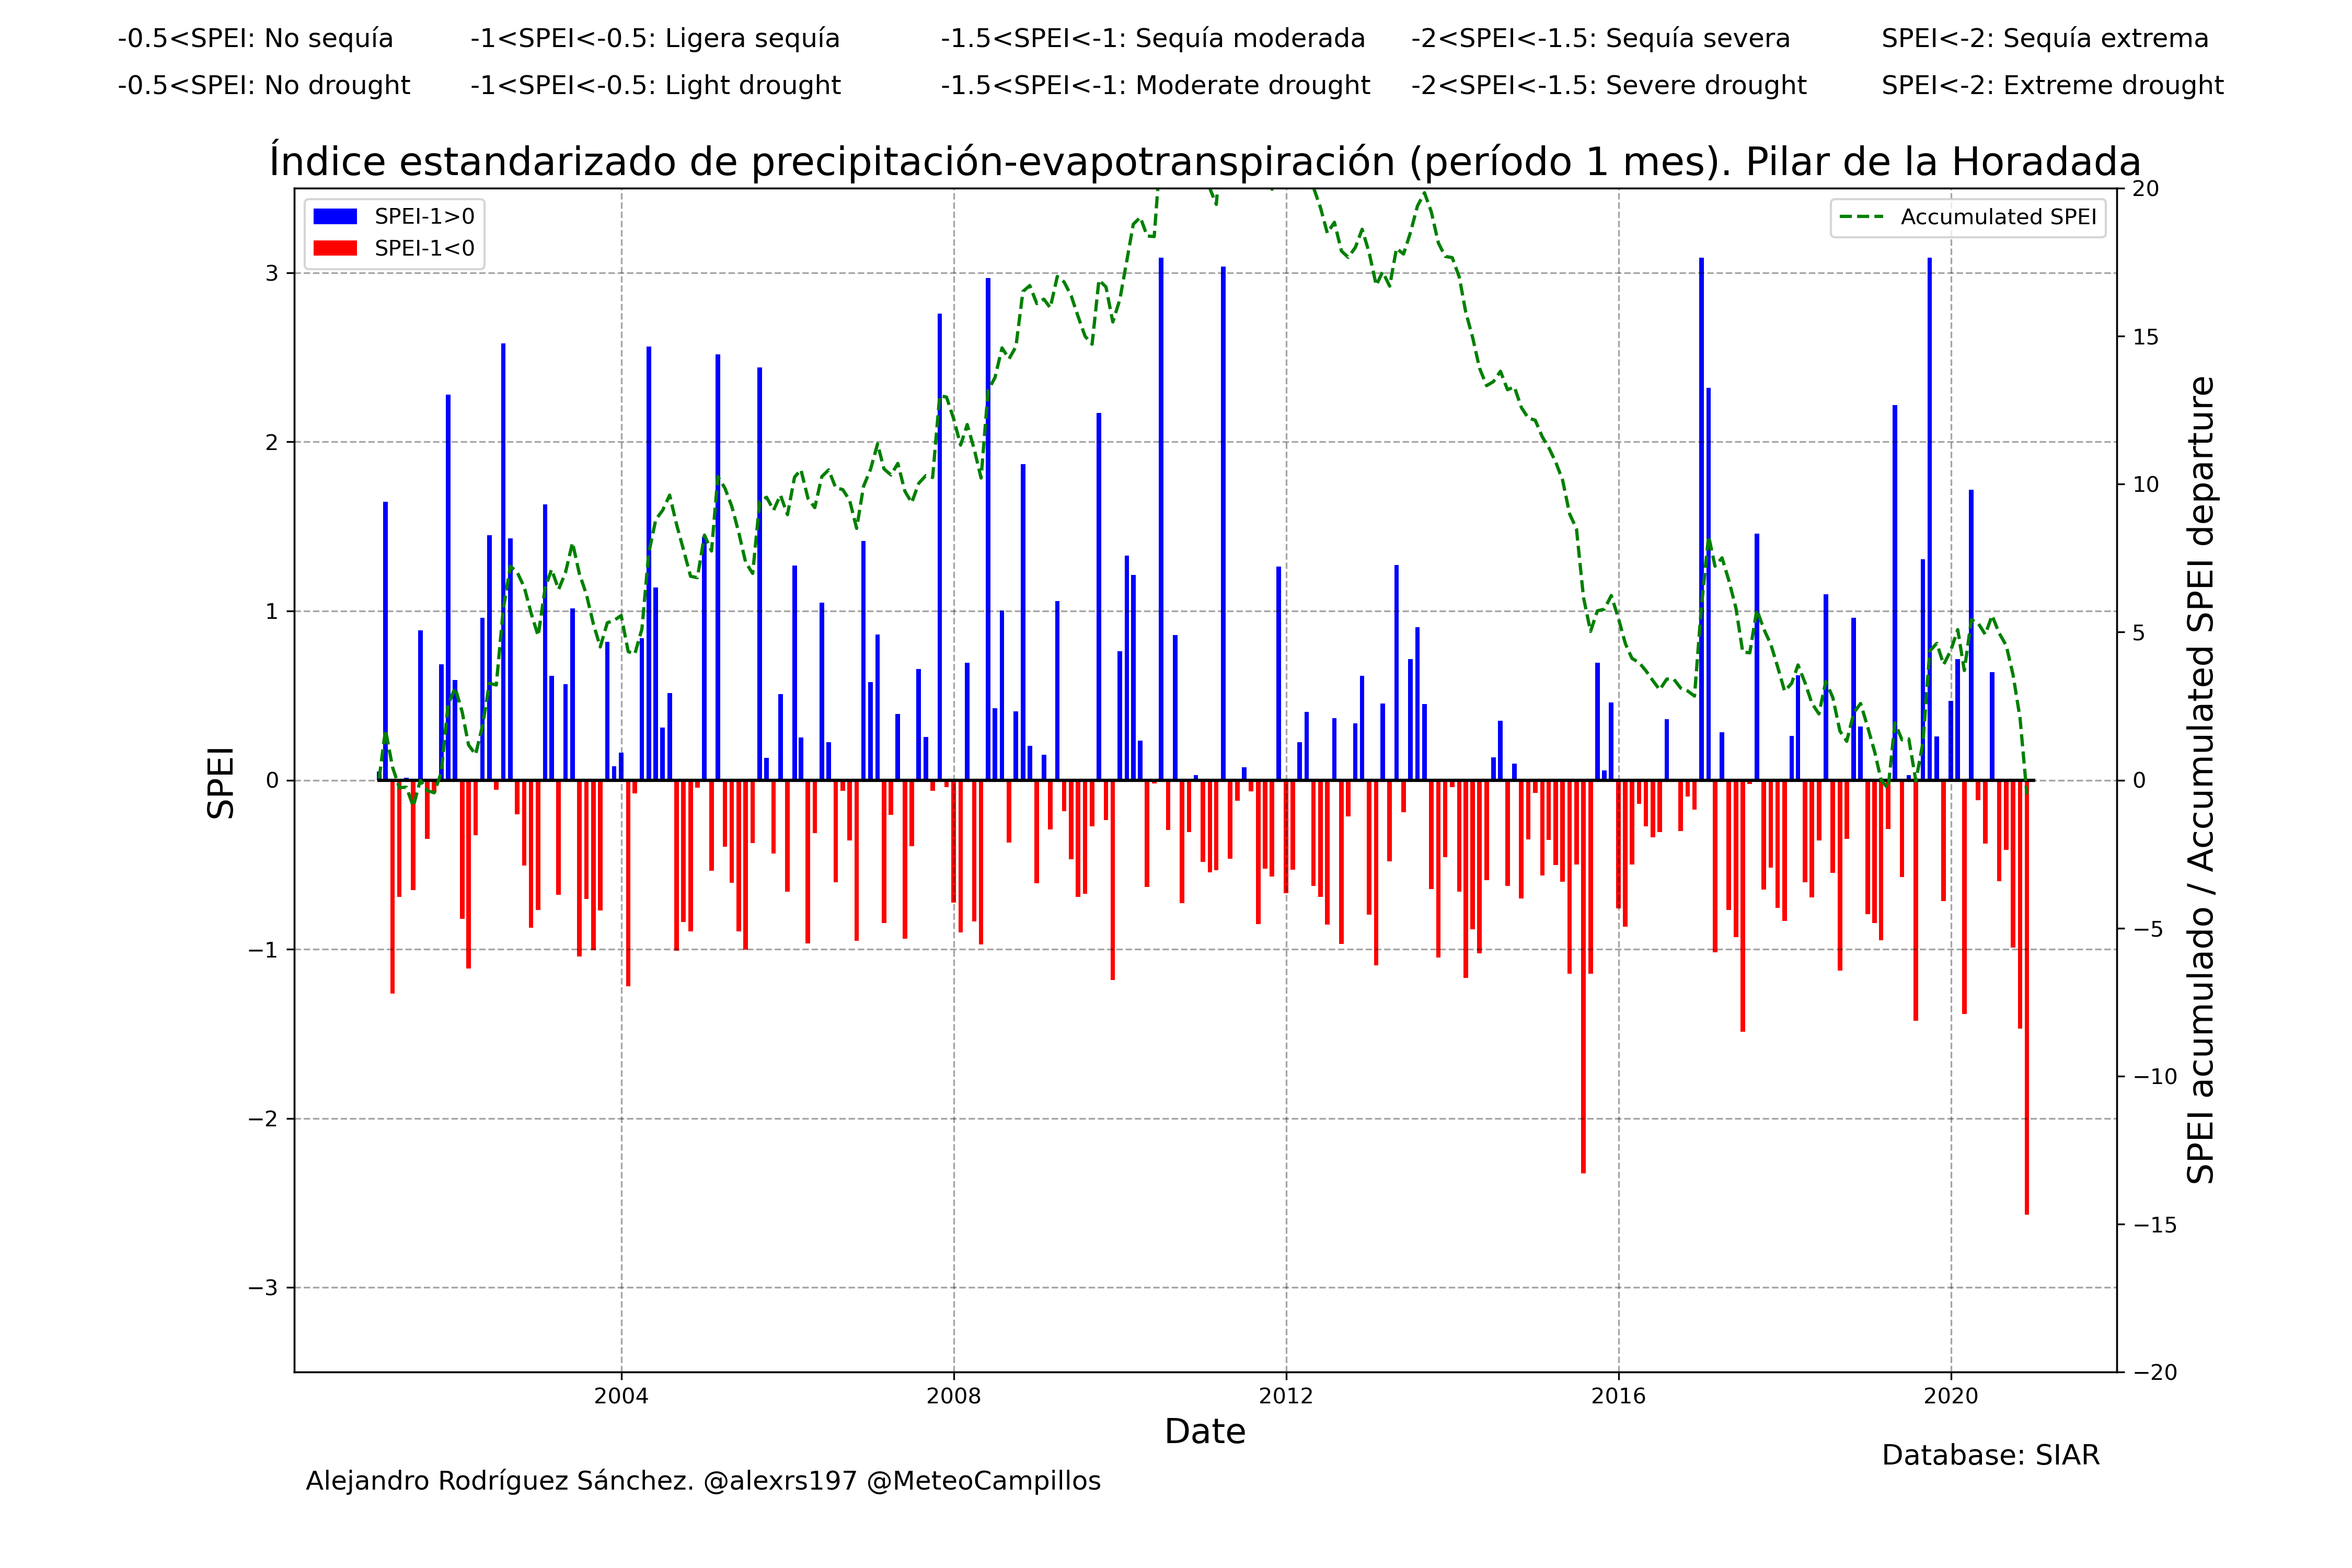 -0.5<SPEI: No sequía -1<SPEI<-0.5: Ligera sequía -1.5<SPEI<-1: Sequía moderada -2<SPEI<-1.5: Sequía severa SPEI<-2: Sequía extrema
-0.5<SPEI: No drought -1<SPEI<-0.5: Light drought -1.5<SPEI<-1: Moderate drought -2<SPEI<-1.5: Severe drought SPEI<-2: Extreme drought
Índice estandarizado de precipitación-evapotranspiración (período 1 mes). Pilar de la Horadada
SPEI-1>0
SPEI-1<0
Accumulated SPEI
SPEI
3
2
1
0
−1
−2
−3
20
15
10
5
0
−5
−10
−15
−20
SPEI acumulado / Accumulated SPEI departure
2004 2008 2012 2016 2020
Date
Database: SIAR
Alejandro Rodríguez Sánchez. @alexrs197 @MeteoCampillos